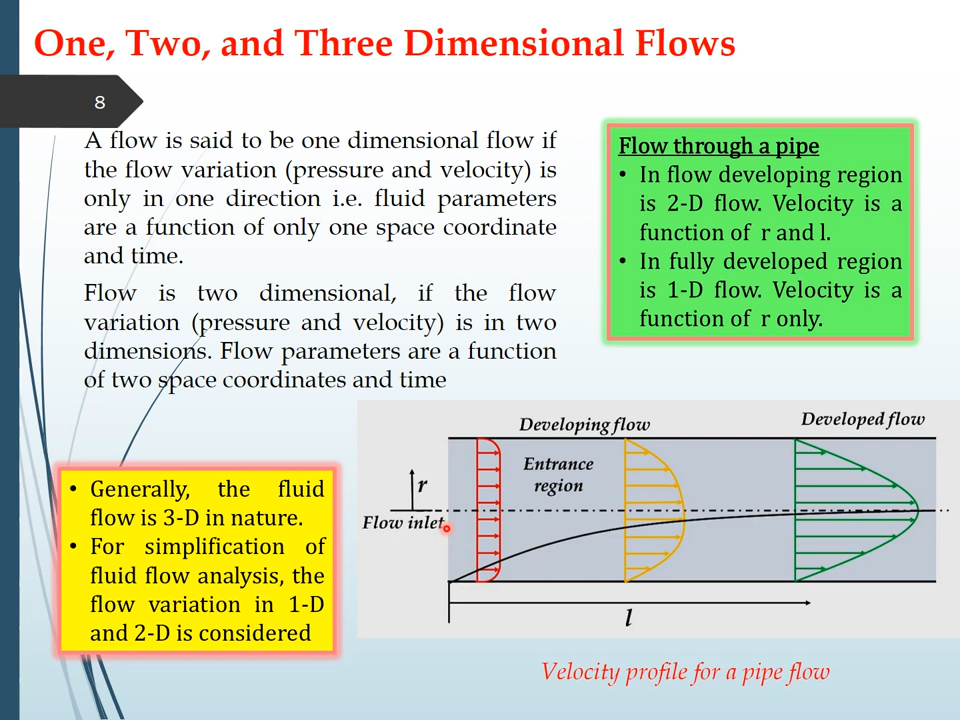 One, Two, and Three Dimensional Flows
8
A flow is said to be one dimensional flow if
the flow variation (pressure and velocity) is
only in one direction i.e. fluid parameters
are a function of only one space coordinate
and time.
Flow is two dimensional, if the flow
variation (pressure and velocity) is in two
dimensions. Flow parameters are a function
of two space coordinates and time
Flow through a pipe
• In flow developing region
is 2-D flow. Velocity is a
function of r and l.
• In fully developed region
is 1-D flow. Velocity is a
function of r only.
• Generally, the fluid
flow is 3-D in nature.
• For simplification of
fluid flow analysis, the
flow variation in 1-D
and 2-D is considered
Developing flow
Developed flow
Entrance
region
r
Flow inlet
l
Velocity profile for a pipe flow